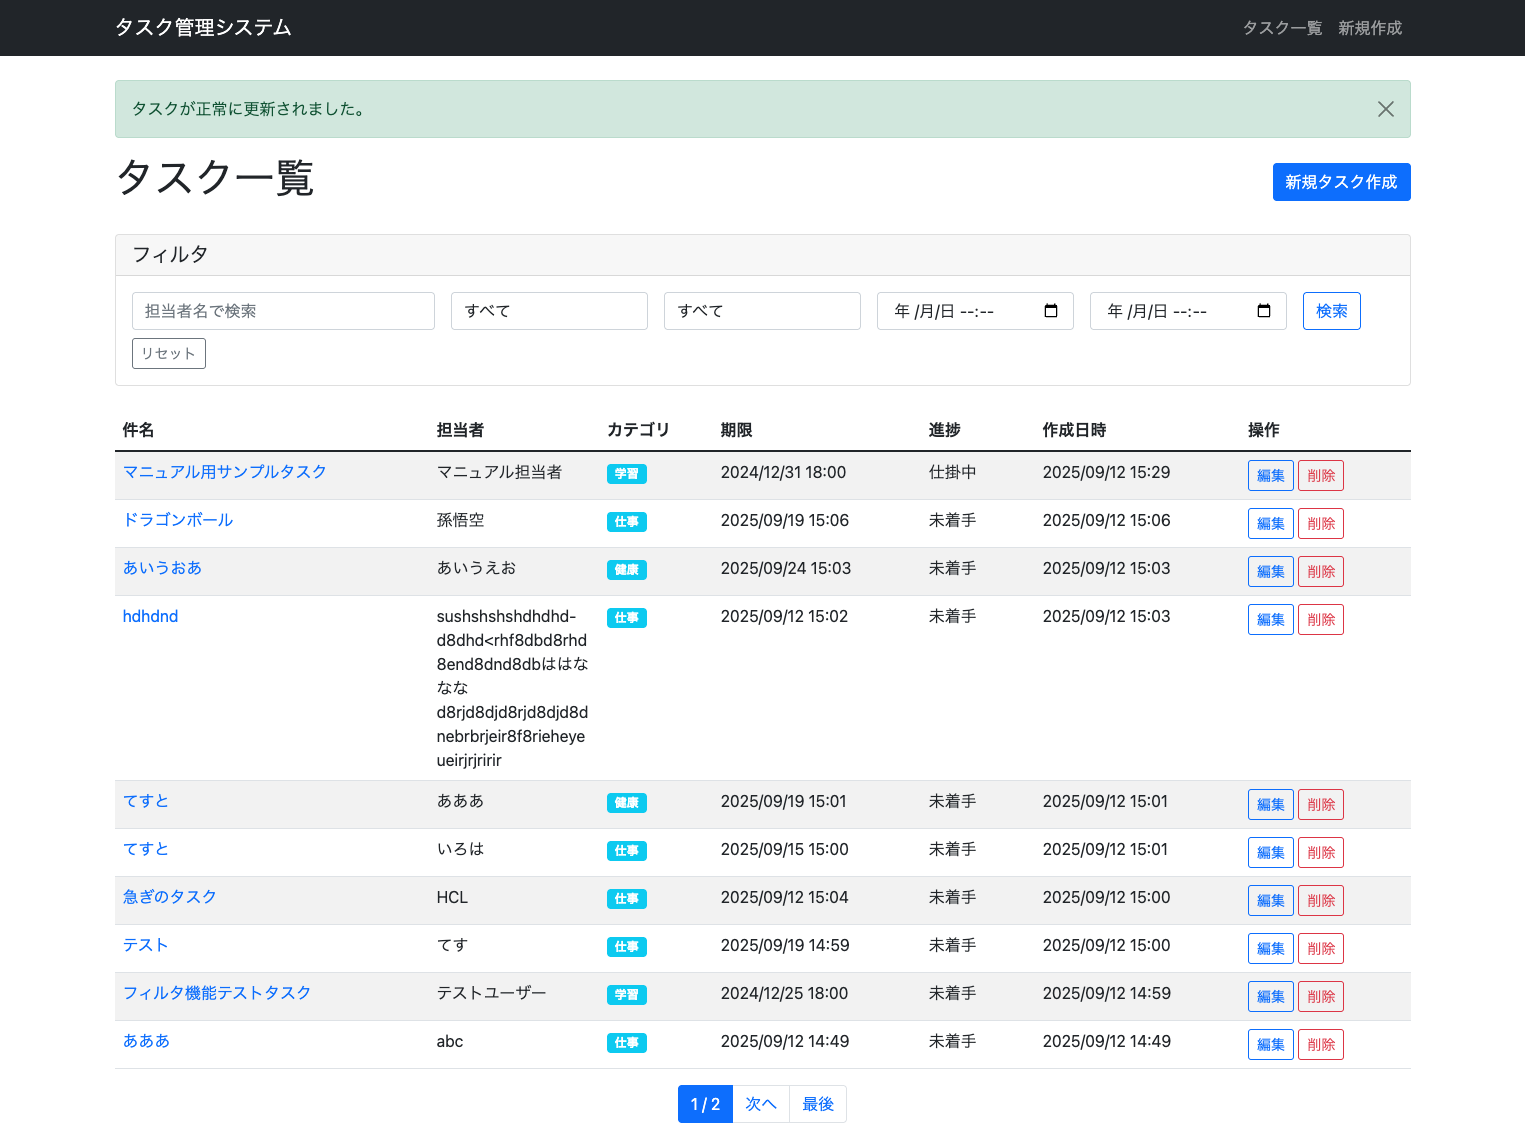 タスク管理システム
タスク一覧 新規作成
タスクが正常に更新されました。
タスク一覧
新規タスク作成
フィルタ
担当者名で検索 すべて すべて 年 /月/日 --:-- 年 /月/日 --:-- 検索
リセット
件名 担当者 カテゴリ 期限 進捗 作成日時 操作
マニュアル用サンプルタスク マニュアル担当者 学習 2024/12/31 18:00 仕掛中 2025/09/12 15:29 編集 削除
ドラゴンボール 孫悟空 仕事 2025/09/19 15:06 未着手 2025/09/12 15:06 編集 削除
あいうおあ あいうえお 健康 2025/09/24 15:03 未着手 2025/09/12 15:03 編集 削除
hdhdnd sushshshshdhdhd- 仕事 2025/09/12 15:02 未着手 2025/09/12 15:03 編集 削除
d8dhd<rhf8dbd8rhd
8end8dnd8dbははな
なな
d8rjd8djd8rjd8djd8d
nebrbrjeir8f8rieheye
ueirjrjririr
てすと あああ 健康 2025/09/19 15:01 未着手 2025/09/12 15:01 編集 削除
てすと いろは 仕事 2025/09/15 15:00 未着手 2025/09/12 15:01 編集 削除
急ぎのタスク HCL 仕事 2025/09/12 15:04 未着手 2025/09/12 15:00 編集 削除
テスト てす 仕事 2025/09/19 14:59 未着手 2025/09/12 15:00 編集 削除
フィルタ機能テストタスク テストユーザー 学習 2024/12/25 18:00 未着手 2025/09/12 14:59 編集 削除
あああ abc 仕事 2025/09/12 14:49 未着手 2025/09/12 14:49 編集 削除
1 / 2 次へ 最後